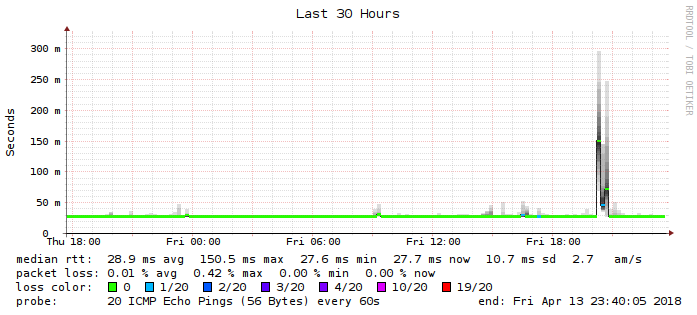 Last 30 Hours
RRDTOOL / TOBI OETIKER
Seconds
300 m
250 m
200 m
150 m
100 m
50 m
0
Thu 18:00 Fri 00:00 Fri 06:00 Fri 12:00 Fri 18:00
median rtt: 28.9 ms avg 150.5 ms max 27.6 ms min 27.7 ms now 10.7 ms sd 2.7 am/s
packet loss: 0.01 % avg 0.42 % max 0.00 % min 0.00 % now
loss color: 0 1/20 2/20 3/20 4/20 10/20 19/20
probe: 20 ICMP Echo Pings (56 Bytes) every 60s end: Fri Apr 13 23:40:05 2018